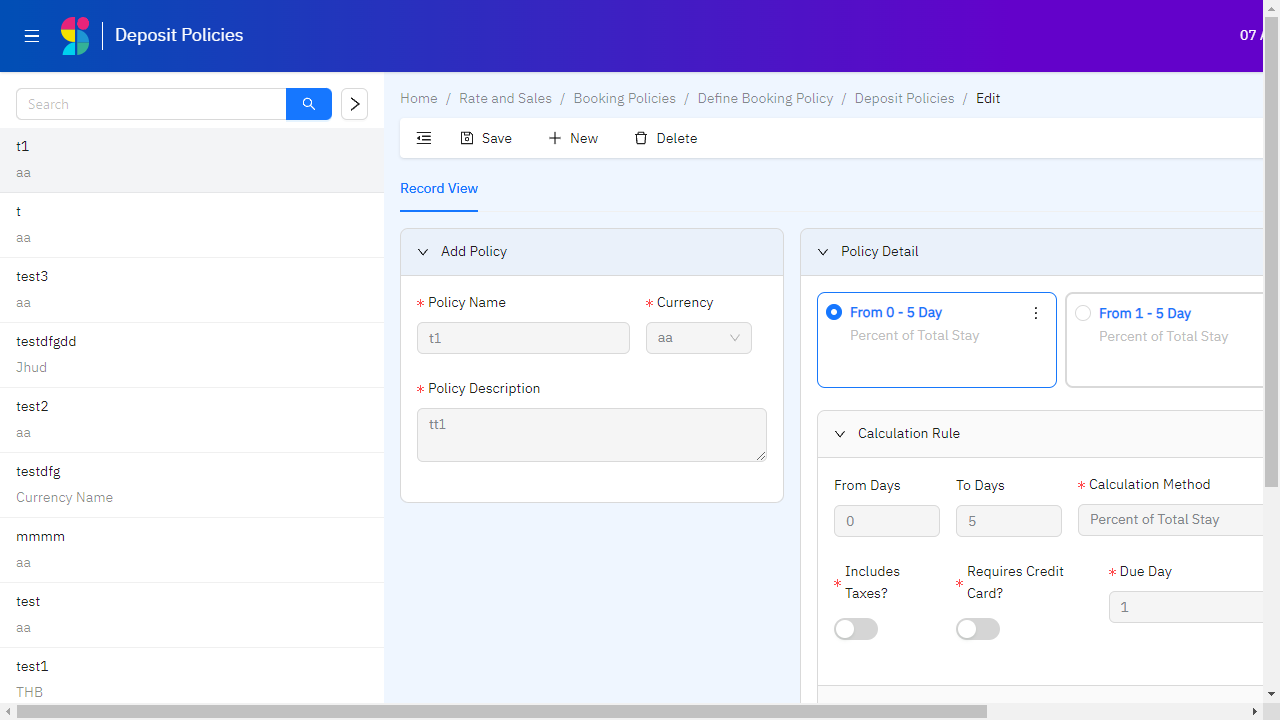 Deposit Policies
07 /
Search
t1
aa
t
aa
test3
aa
testdfgdd
Jhud
test2
aa
testdfg
Currency Name
mmmm
aa
test
aa
test1
THB
Home / Rate and Sales / Booking Policies / Define Booking Policy / Deposit Policies / Edit
Save New Delete
Record View
Add Policy
* Policy Name * Currency
t1 aa
* Policy Description
tt1
Policy Detail
From 0 - 5 Day
Percent of Total Stay
From 1 - 5 Day
Percent of Total Stay
Calculation Rule
From Days To Days * Calculation Method
0 5 Percent of Total Stay
* Includes Taxes?
* Requires Credit Card?
* Due Day
1